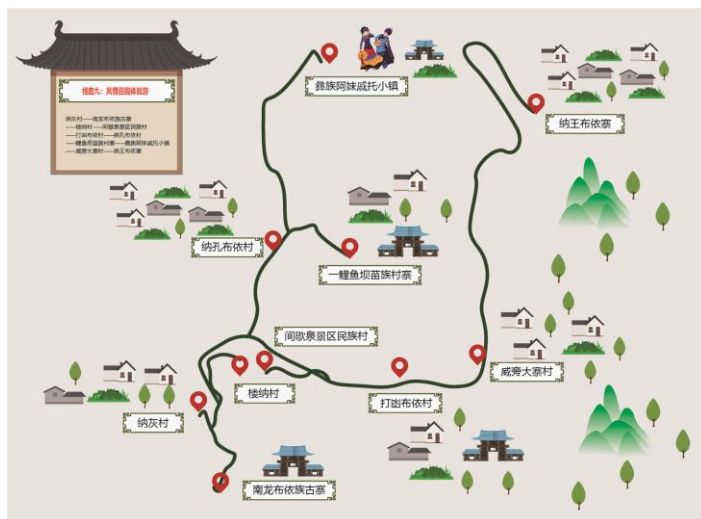 线路九：风情田园体验游
纳灰村——南龙布依族古寨
——楼纳村——间歇泉景区民族村
——打凼布依村——纳孔布依村
——鲤鱼坝苗族村寨——彝族阿妹戚托小镇
——威旁大寨村——纳王布依寨
彝族阿妹戚托小镇
纳王布依寨
纳孔布依村
一鲤鱼坝苗族村寨
间歇泉景区民族村
威旁大寨村
楼纳村
打凼布依村
纳灰村
南龙布依族古寨